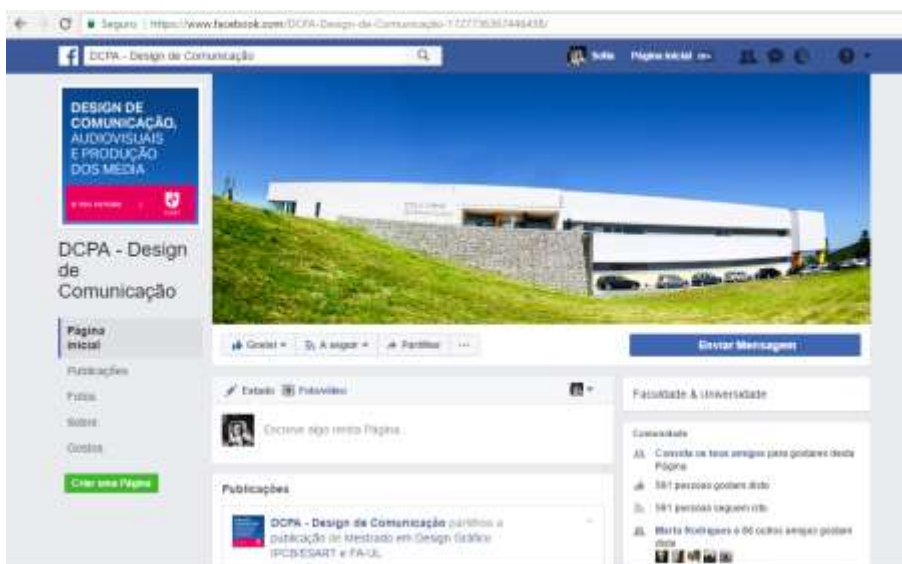 Seguro | https://www.facebook.com/DCPA-Design-de-Comunicação-
DCPA - Design de Comunicação
Sofia Página inicial
DESIGN DE
COMUNICAÇÃO,
AUDIOVISUAIS
E PRODUÇÃO
DOS MEDIA
DCPA - Design
de
Comunicação
Página
inicial
Publicações
Fotos
Sobre
Gostos
Criar uma Página
Gostei A seguir Partilhar ...
Enviar Mensagem
Estado Foto/vídeo
Escreve algo nesta Página...
Publicações
DCPA - Design de Comunicação partilhou a
publicação de Mestrado em Design Gráfico
IPCB/ESART e FA-UL.
Faculdade & Universidade
Comunidade
Convida os teus amigos para gostarem desta
Página
561 pessoas gostam disto
561 pessoas seguem isto
Marta Rodrigues e 86 outros amigos gostam
disto